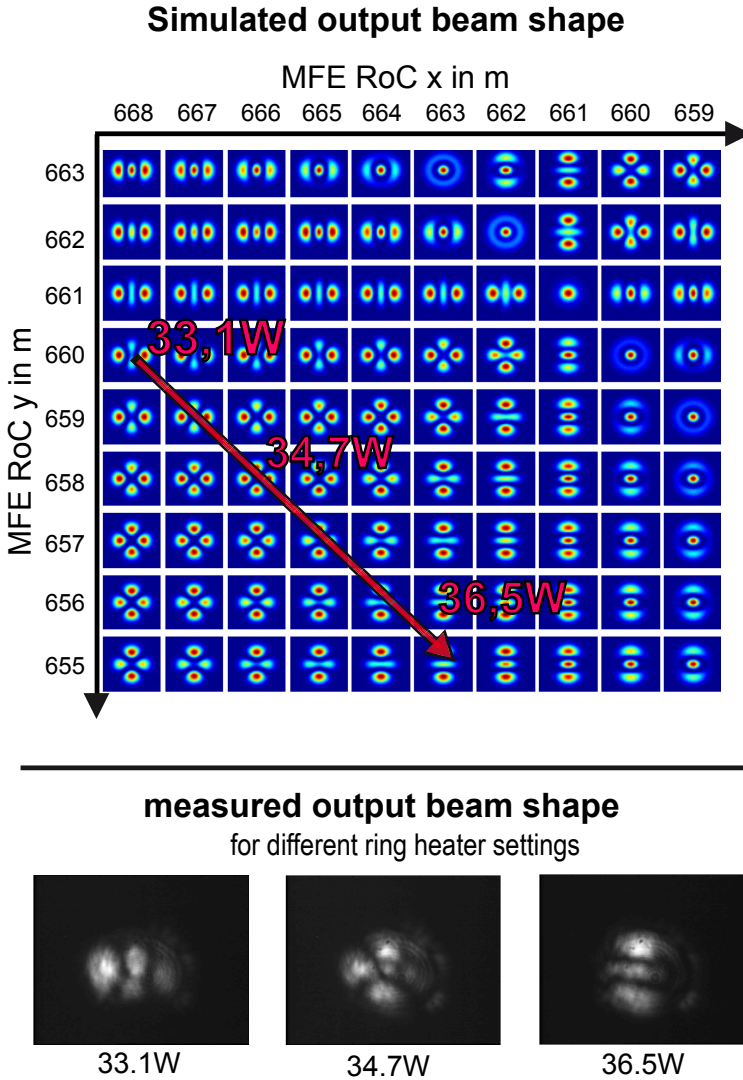 Simulated output beam shape
MFE RoC x in m
668 667 666 665 664 663 662 661 660 659
MFE RoC y in m
663
662
661
660
33,1W
659
34,7W
658
657
656
36,5W
655
measured output beam shape
for different ring heater settings
33.1W 34.7W 36.5W